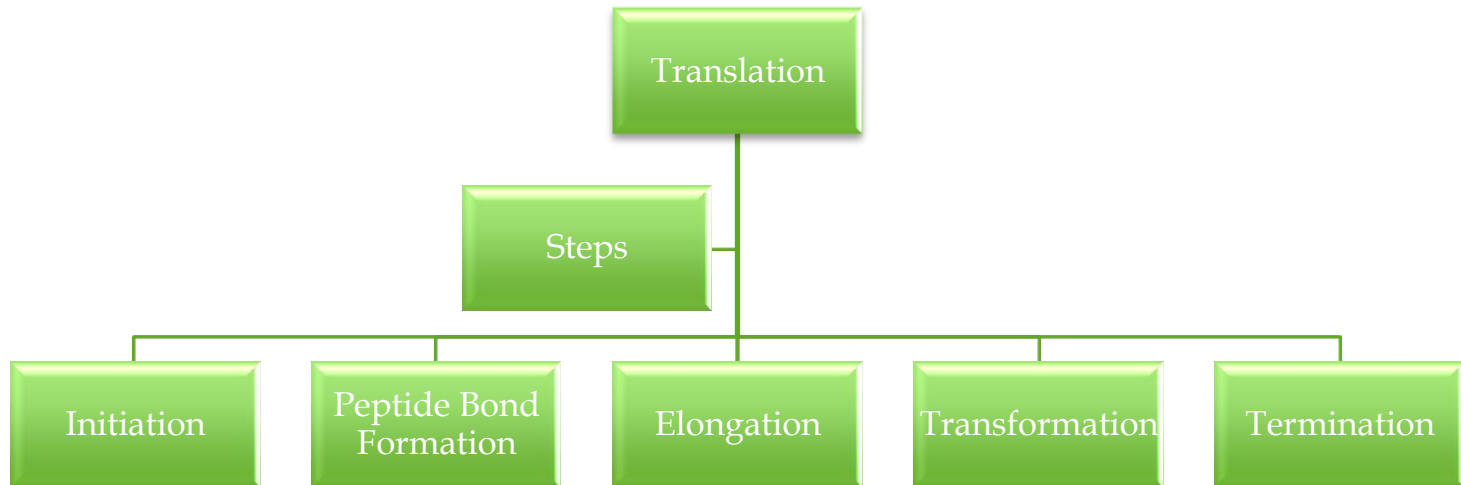 Translation
Steps
Initiation
Peptide Bond
Formation
Elongation
Transformation
Termination